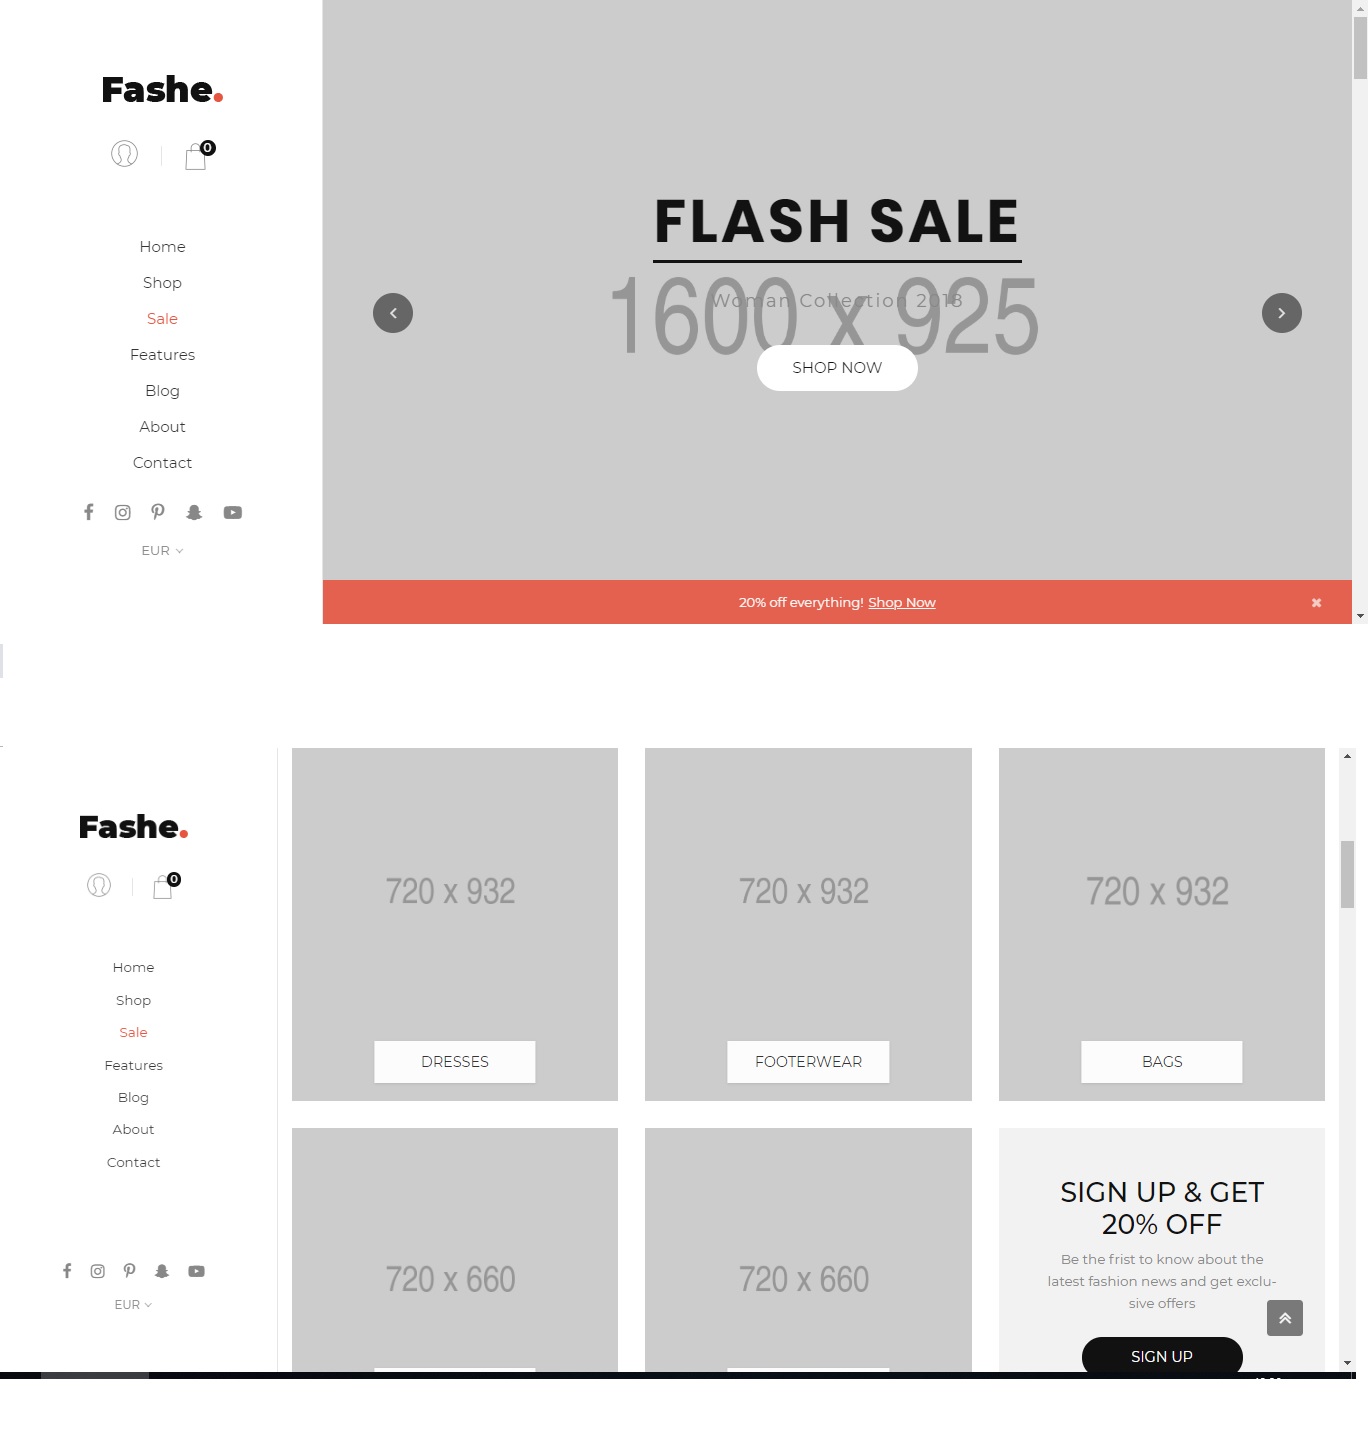 Fashe.
0
Home
Shop
Sale
Features
Blog
About
Contact
EUR
FLASH SALE
Woman Collection 2018
1600 x 925
SHOP NOW
20% off everything! Shop Now
Fashe.
0
Home
Shop
Sale
Features
Blog
About
Contact
EUR
720 x 932
DRESSES
720 x 932
FOOTERWEAR
720 x 932
BAGS
720 x 660
720 x 660
SIGN UP & GET
20% OFF
Be the frist to know about the
latest fashion news and get exclu-
sive offers
SIGN UP